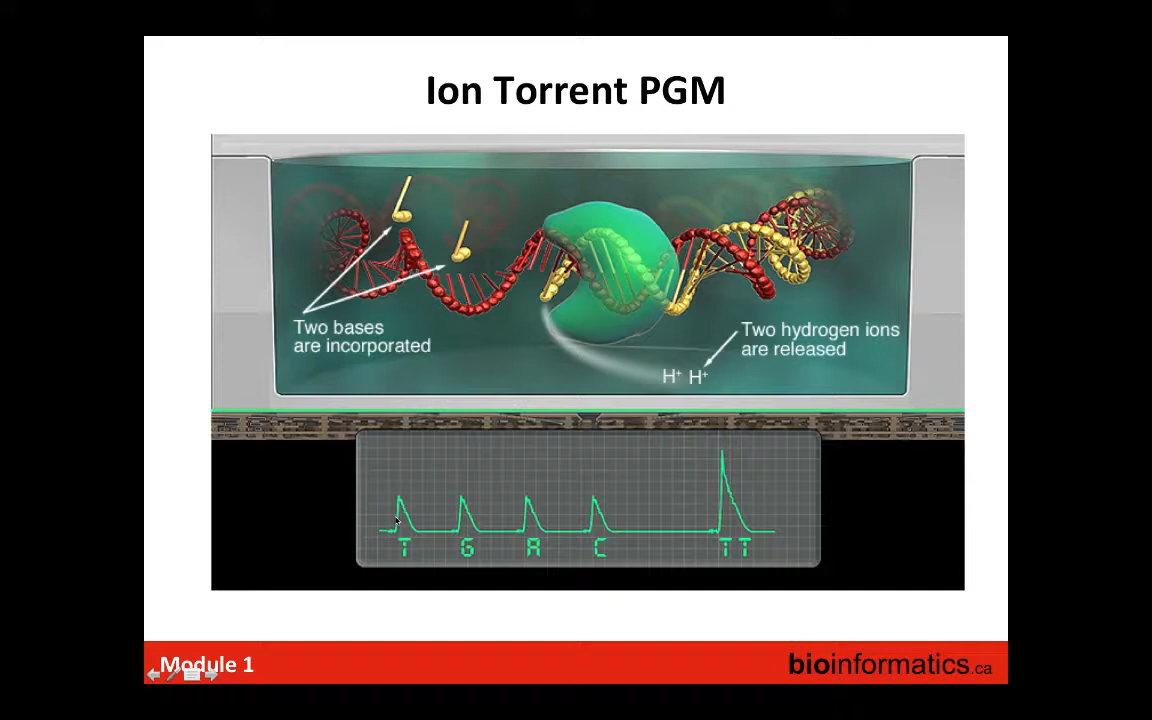 Ion Torrent PGM
Two bases
are incorporated
Two hydrogen ions
are released
H⁺ H⁺
T G A C TT
Module 1
bioinformatics.ca